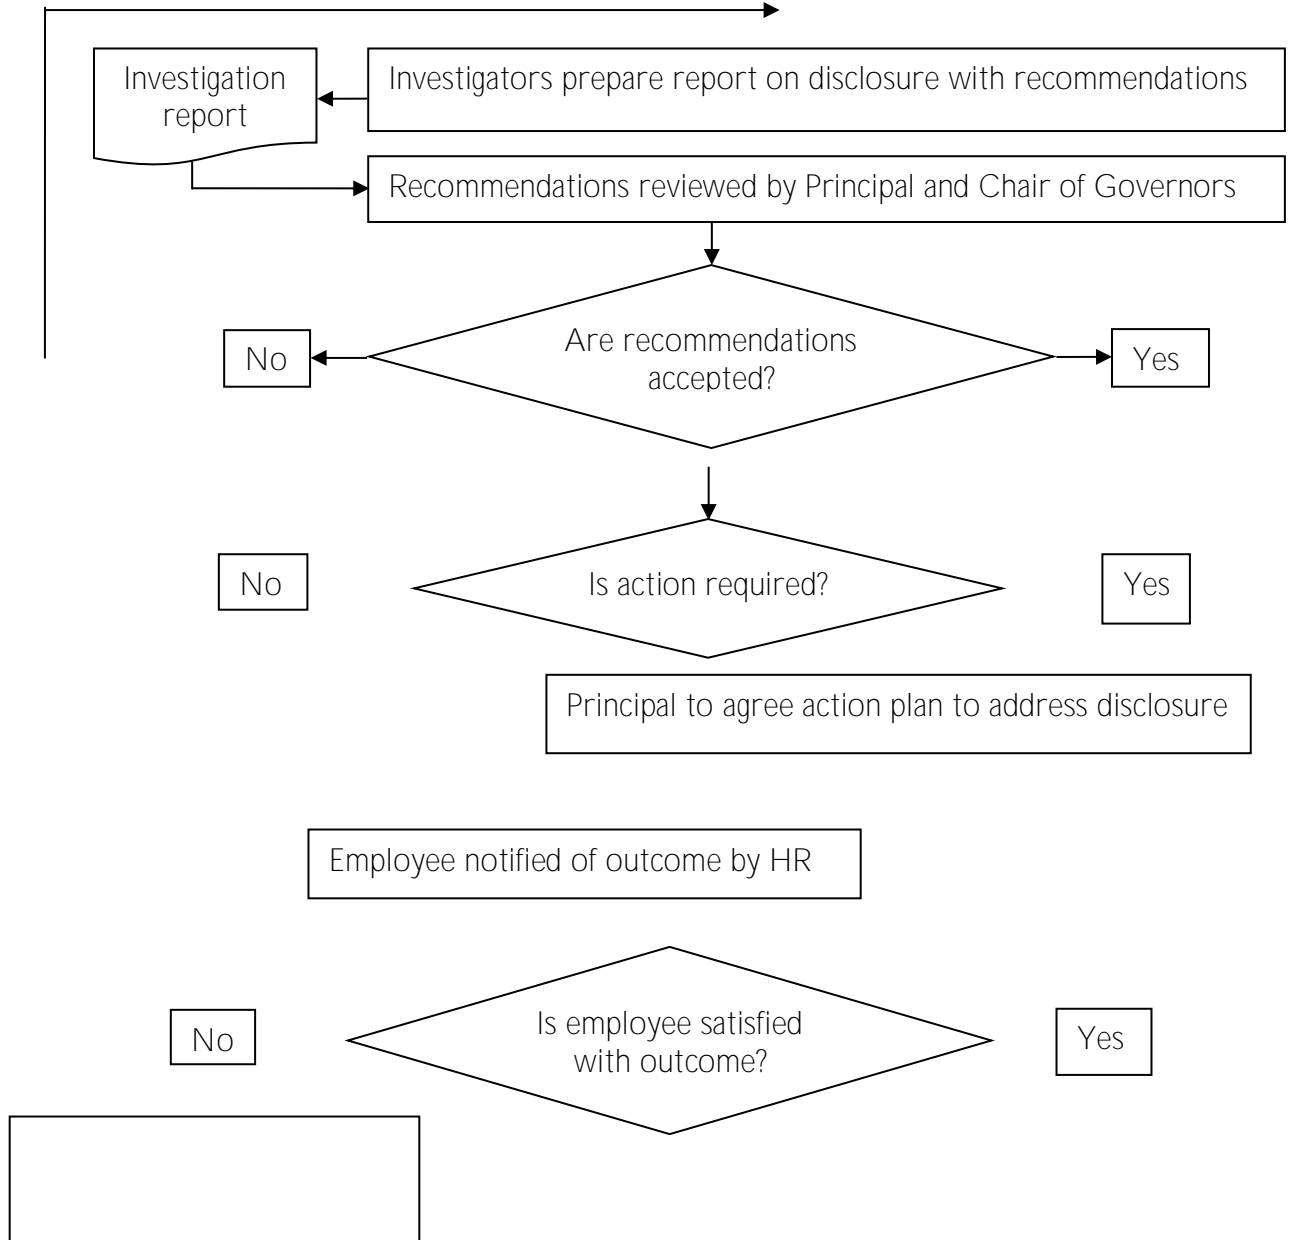 Investigation
report
Investigators prepare report on disclosure with recommendations
Recommendations reviewed by Principal and Chair of Governors
Are recommendations
accepted?
No
Yes
Is action required?
No
Yes
Principal to agree action plan to address disclosure
Employee notified of outcome by HR
Is employee satisfied
with outcome?
No
Yes